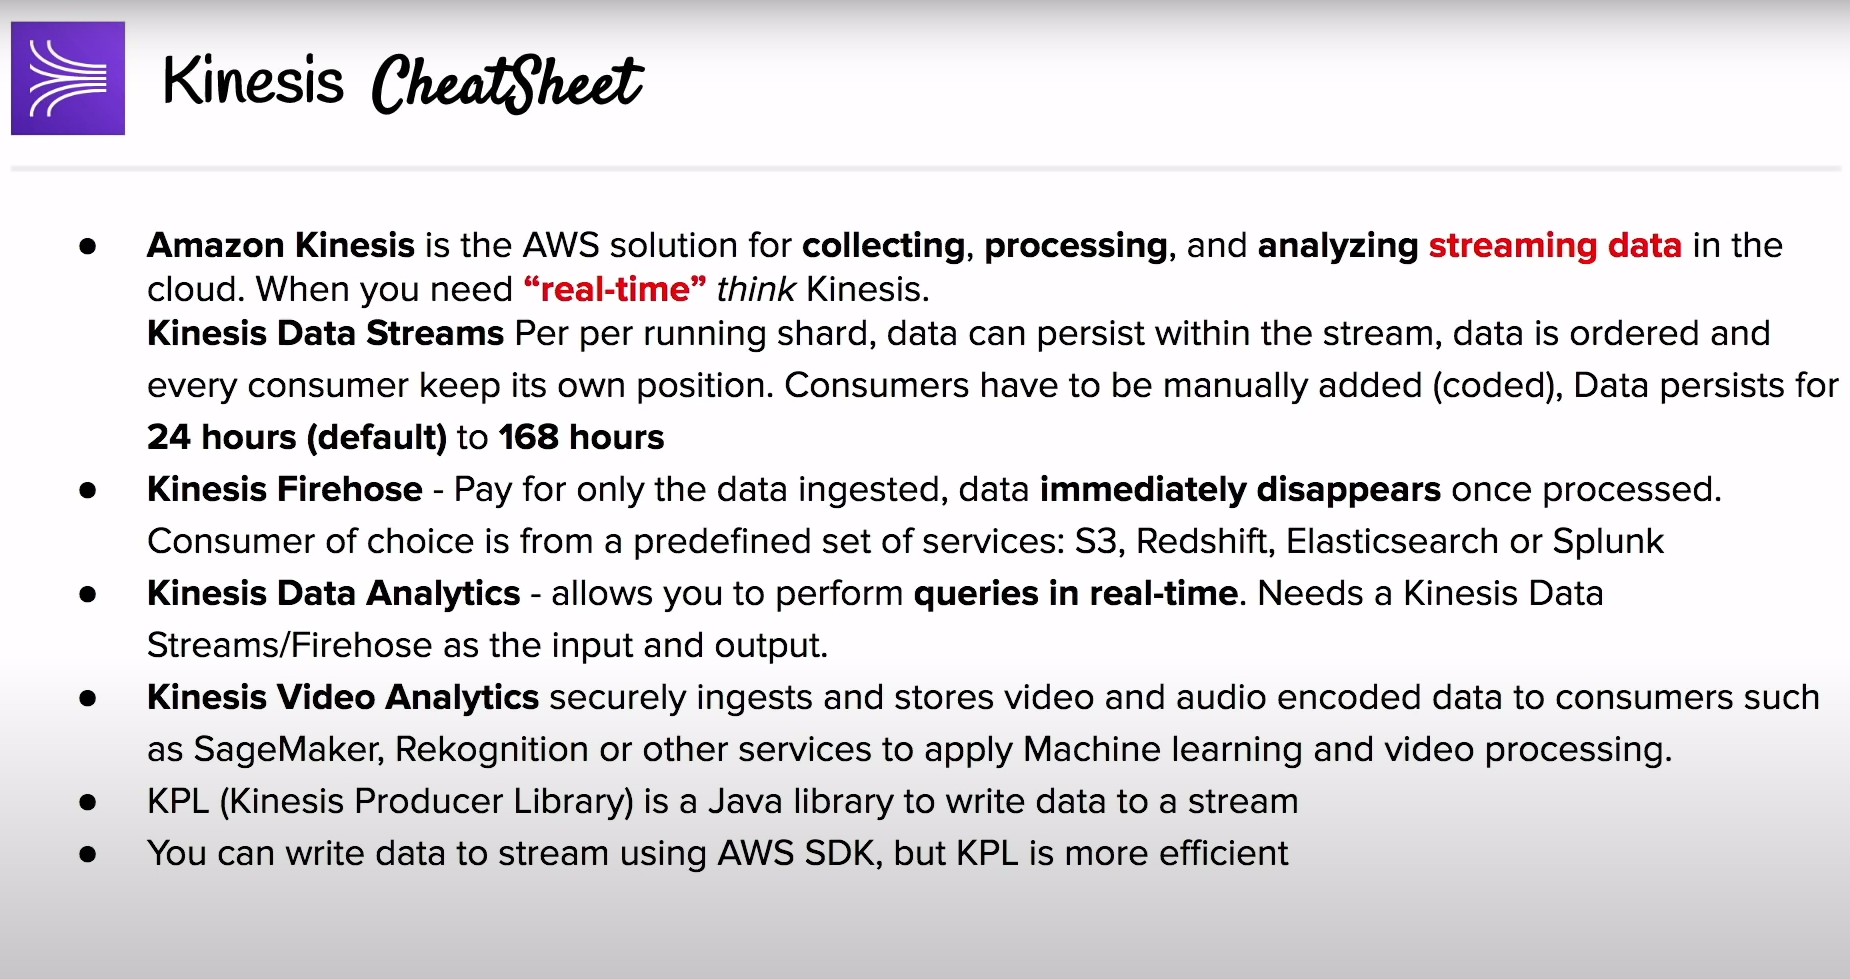 Kinesis CheatSheet
● Amazon Kinesis is the AWS solution for collecting, processing, and analyzing streaming data in the
cloud. When you need “real-time” think Kinesis.
Kinesis Data Streams Per per running shard, data can persist within the stream, data is ordered and
every consumer keep its own position. Consumers have to be manually added (coded), Data persists for
24 hours (default) to 168 hours
● Kinesis Firehose - Pay for only the data ingested, data immediately disappears once processed.
Consumer of choice is from a predefined set of services: S3, Redshift, Elasticsearch or Splunk
● Kinesis Data Analytics - allows you to perform queries in real-time. Needs a Kinesis Data
Streams/Firehose as the input and output.
● Kinesis Video Analytics securely ingests and stores video and audio encoded data to consumers such
as SageMaker, Rekognition or other services to apply Machine learning and video processing.
● KPL (Kinesis Producer Library) is a Java library to write data to a stream
● You can write data to stream using AWS SDK, but KPL is more efficient